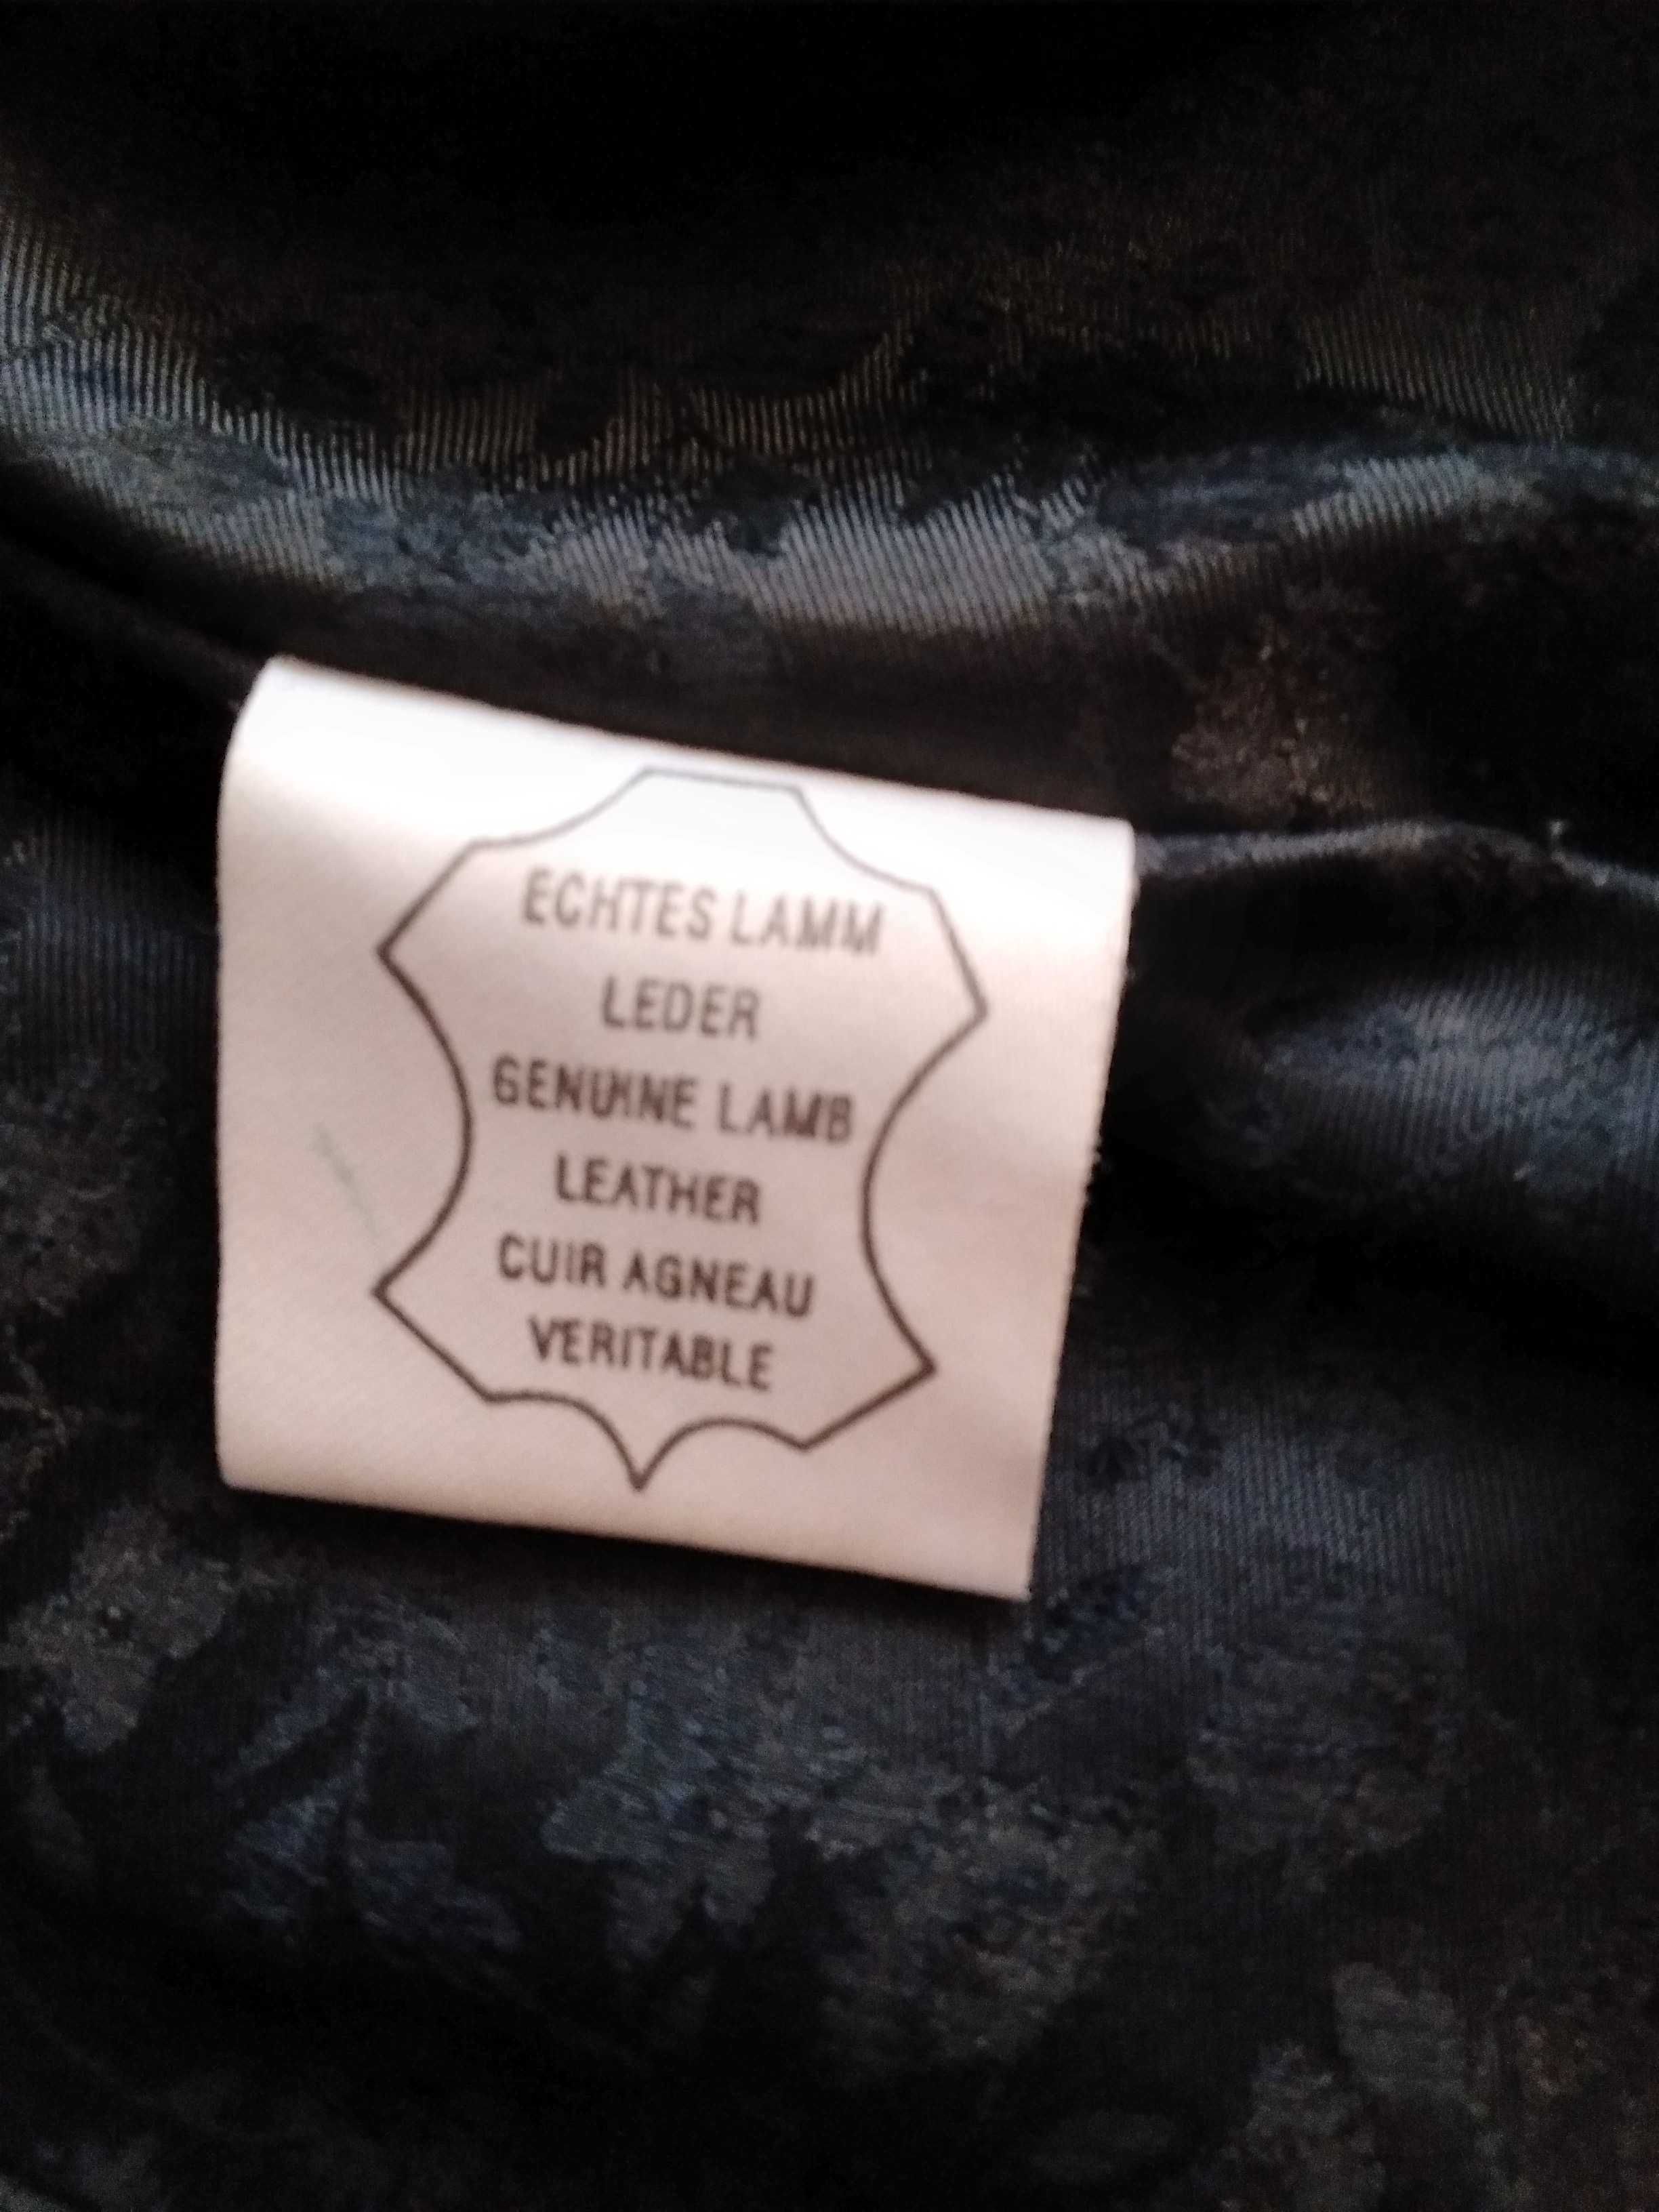 ECHTES LAMM
LEDER
GENUINE LAMB
LEATHER
CUIR AGNEAU
VERITABLE